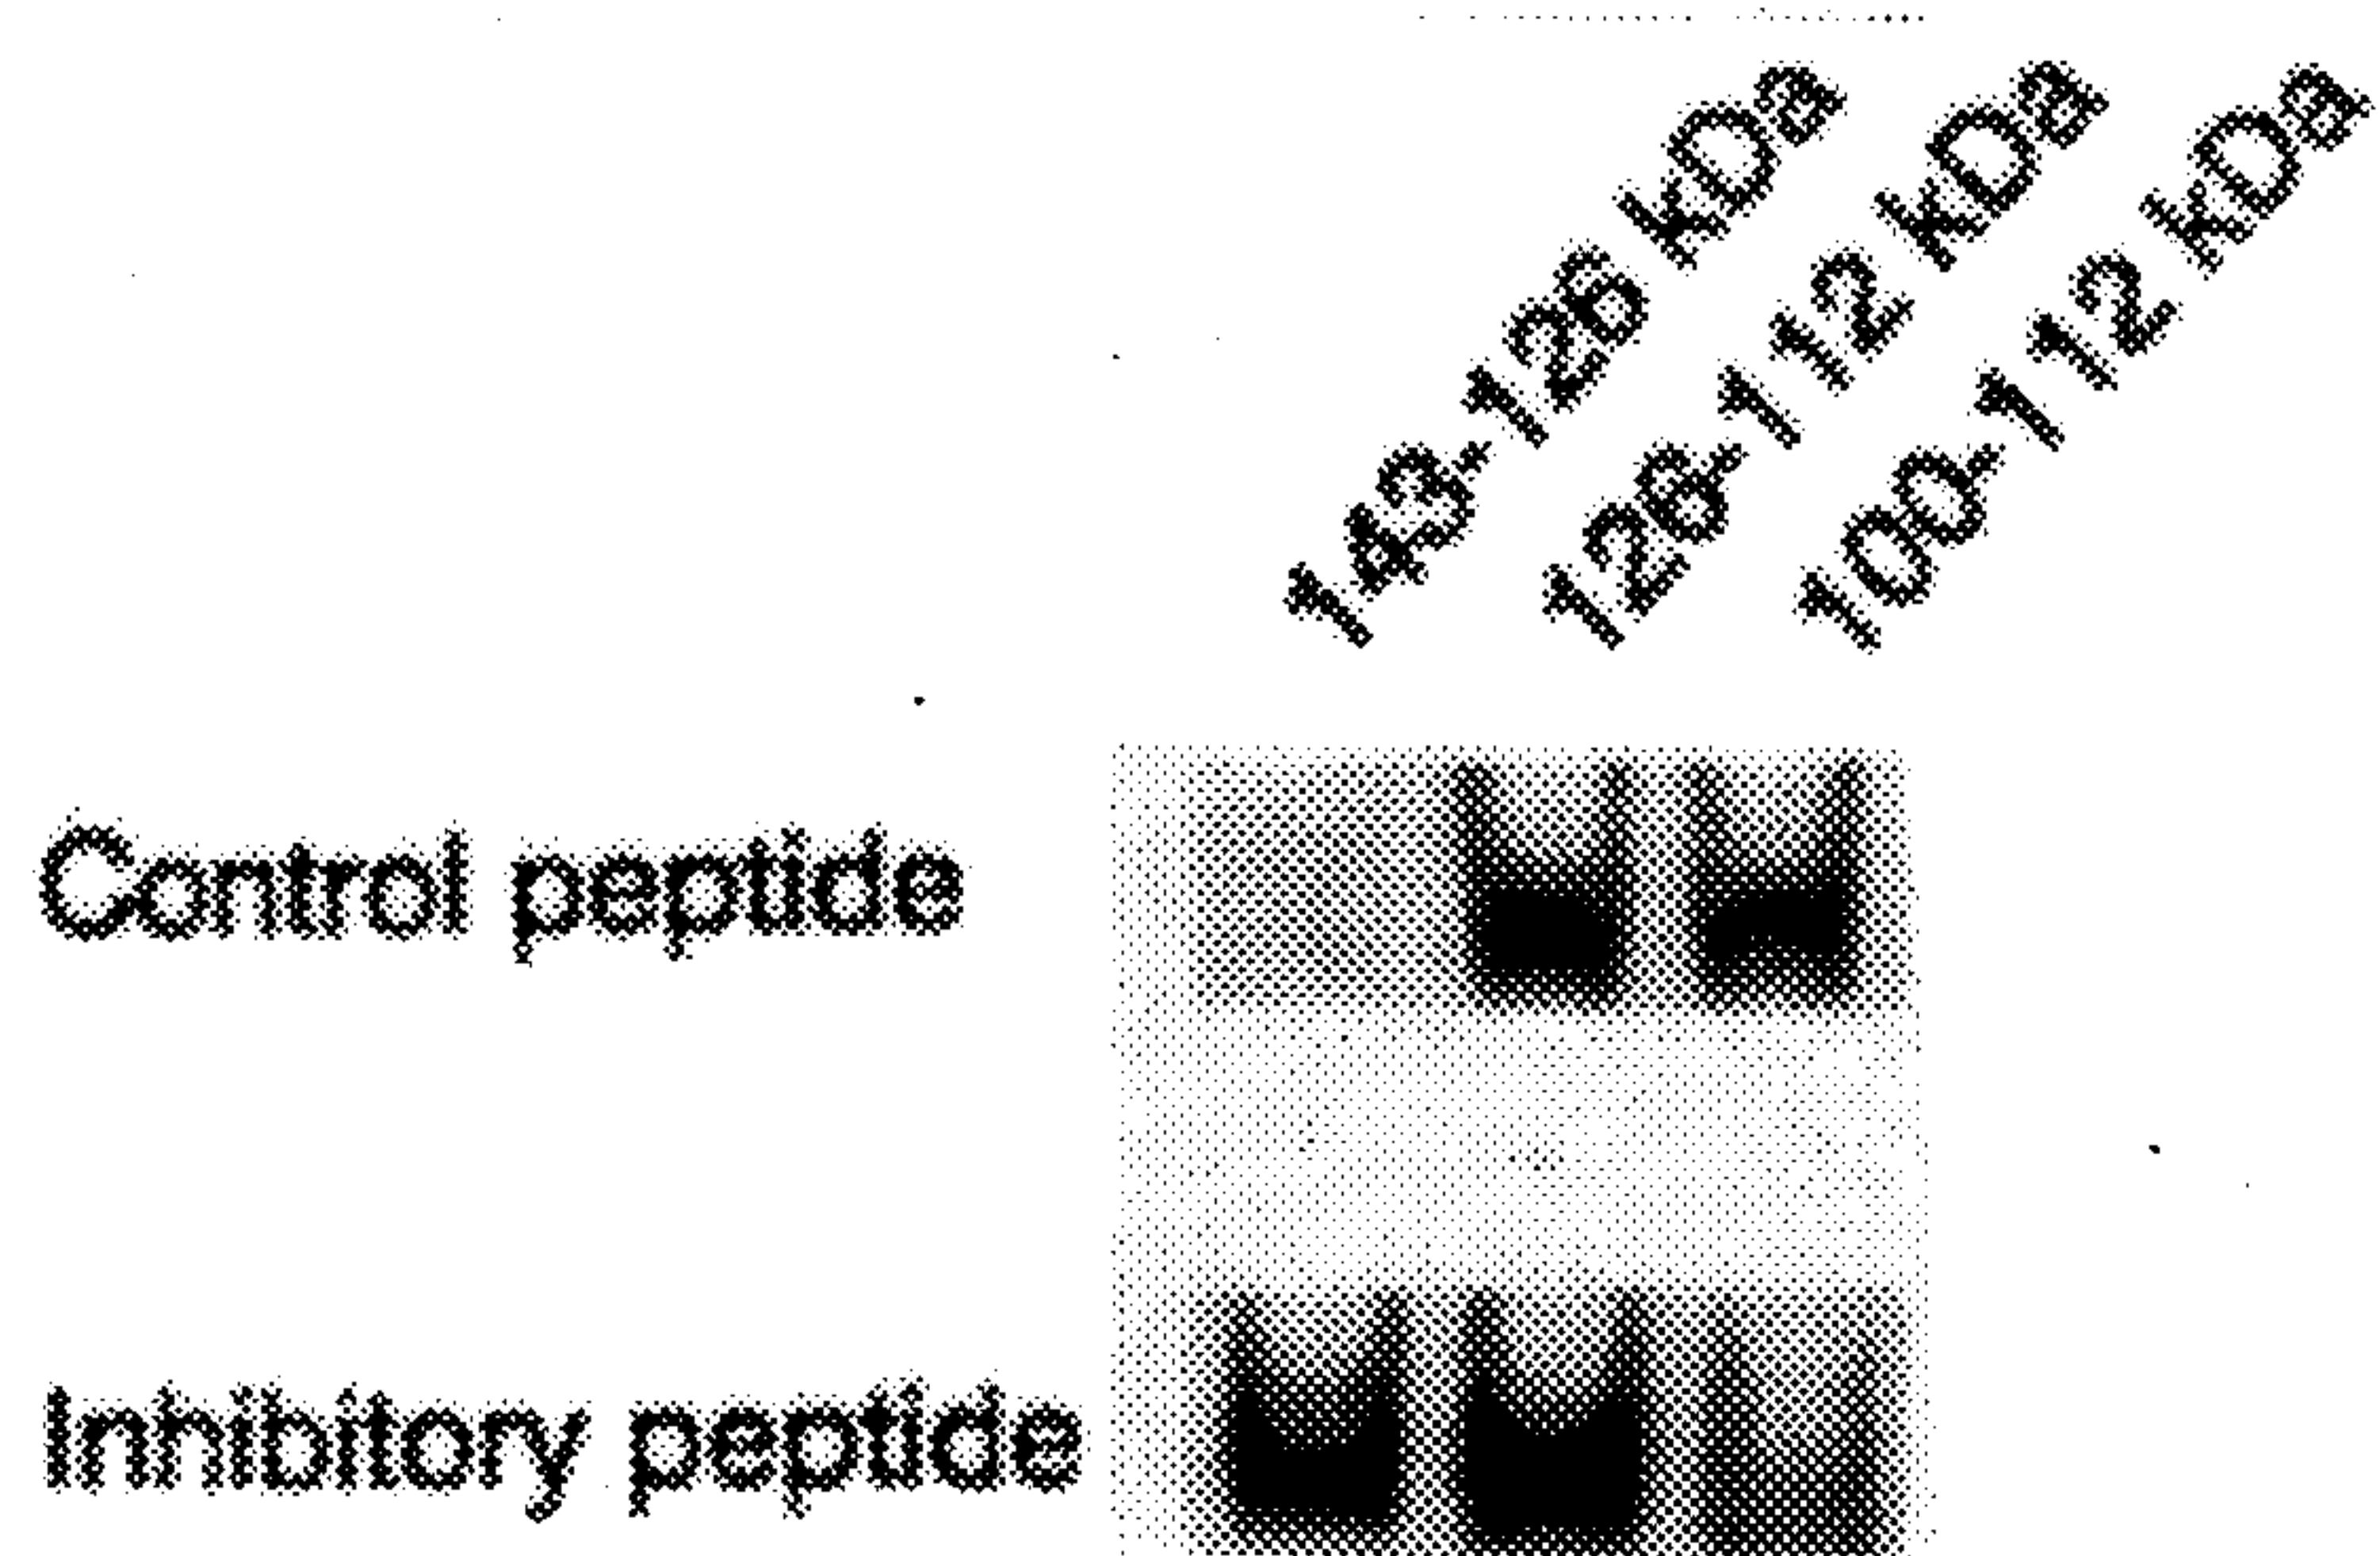 143-126 kDa
126-112 kDa
100-112 kDa
Control peptide
Inhibitory peptide